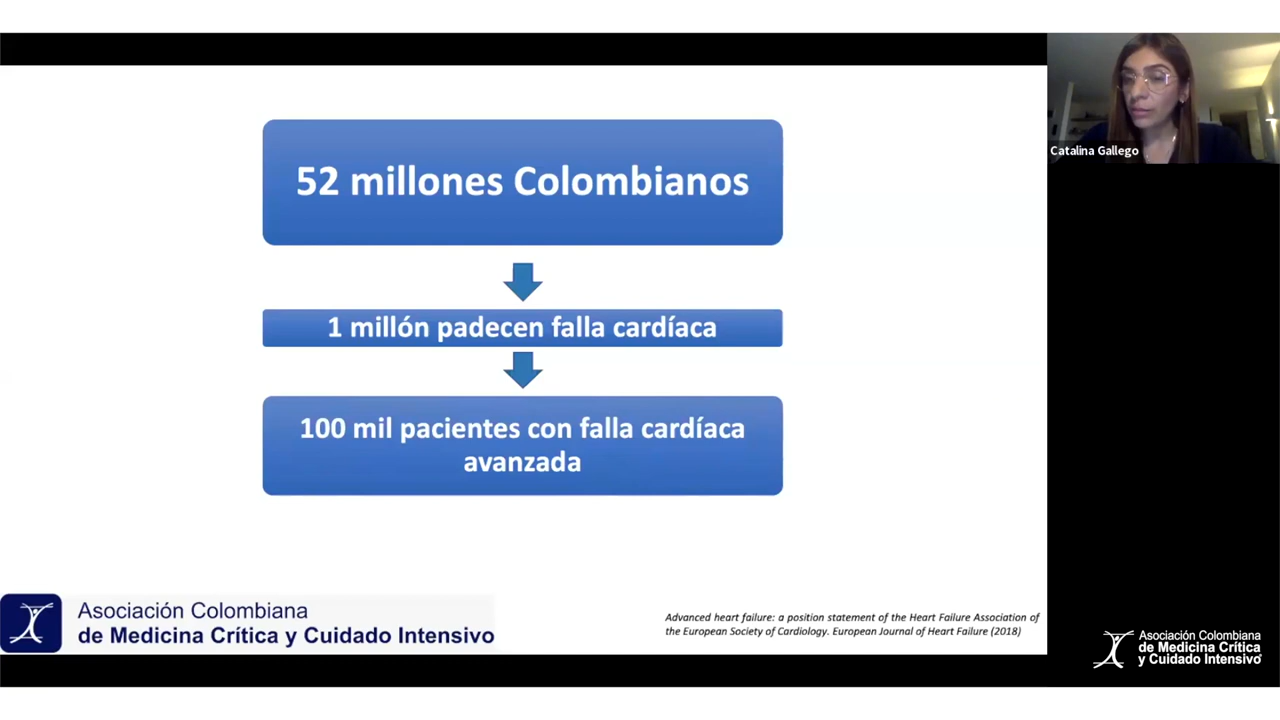 52 millones Colombianos
1 millón padecen falla cardíaca
100 mil pacientes con falla cardíaca
avanzada
Catalina Gallego
Asociación Colombiana
de Medicina Crítica y Cuidado Intensivo
Advanced heart failure: a position statement of the Heart Failure Association of
the European Society of Cardiology. European Journal of Heart Failure (2018)
Asociación Colombiana
de Medicina Crítica
y Cuidado Intensivo